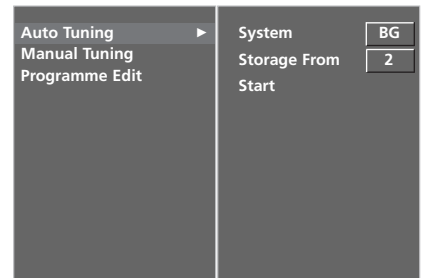 Auto Tuning ►
Manual Tuning
Programme Edit
System BG
Storage From 2
Start